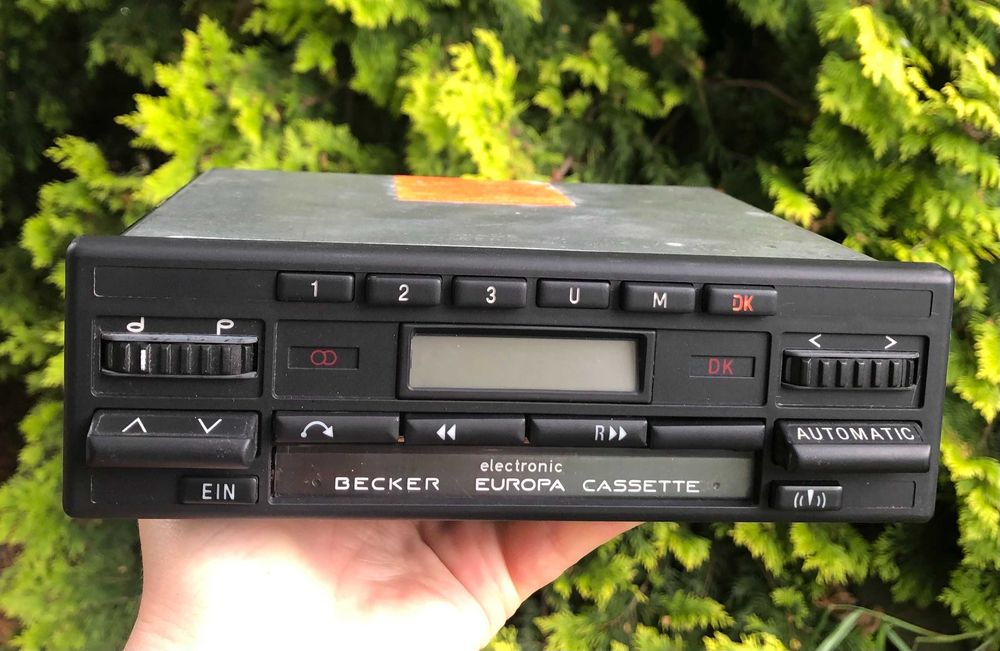 1 2 3 U M DK
d p
DK
< >
R
AUTOMATIC
electronic
BECKER EUROPA CASSETTE
EIN